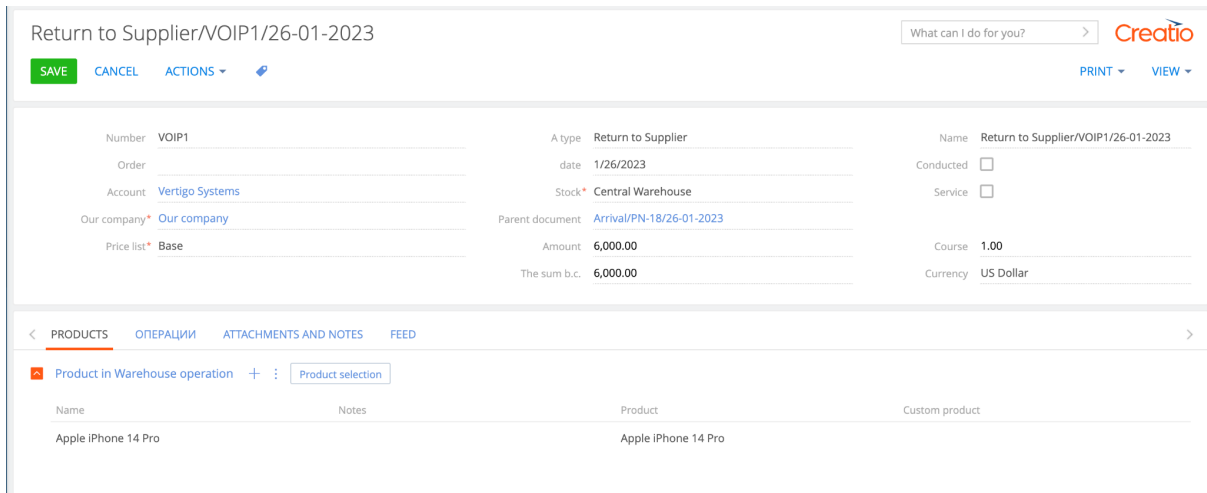 Return to Supplier/VOIP1/26-01-2023
What can I do for you?
Creatio
SAVE CANCEL ACTIONS PRINT VIEW
Number VOIP1 A type Return to Supplier Name Return to Supplier/VOIP1/26-01-2023
Order date 1/26/2023 Conducted
Account Vertigo Systems Stock* Central Warehouse Service
Our company* Our company Parent document Arrival/PN-18/26-01-2023
Price list* Base Amount 6,000.00 Course 1.00
The sum b.c. 6,000.00 Currency US Dollar
PRODUCTS ОПЕРАЦИИ ATTACHMENTS AND NOTES FEED
Product in Warehouse operation + Product selection
Name Notes Product Custom product
Apple iPhone 14 Pro Apple iPhone 14 Pro